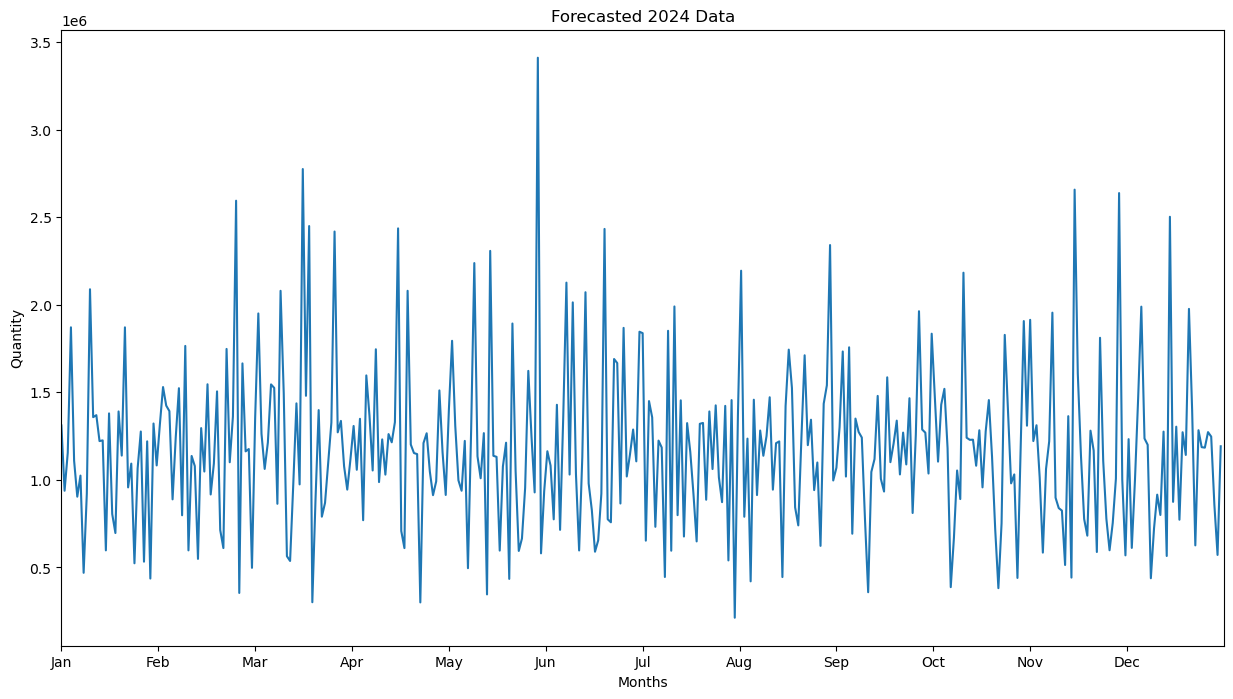 Forecasted 2024 Data
1e6
3.5
3.0
2.5
2.0
1.5
1.0
0.5
Quantity
Jan Feb Mar Apr May Jun Jul Aug Sep Oct Nov Dec
Months